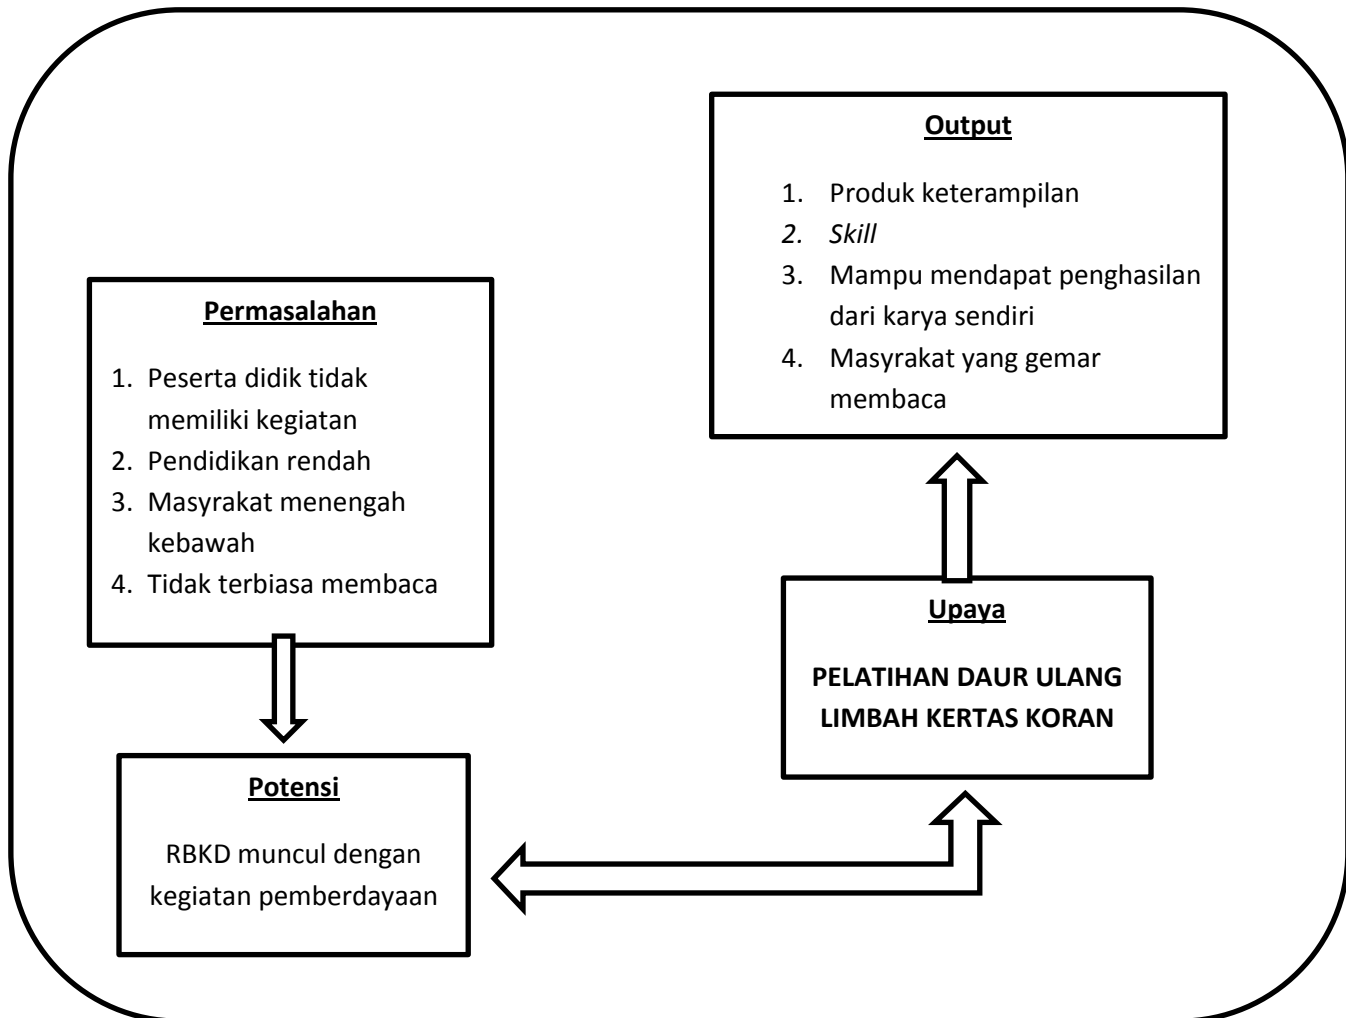 Permasalahan
1. Peserta didik tidak
memiliki kegiatan
2. Pendidikan rendah
3. Masyrakat menengah
kebawah
4. Tidak terbiasa membaca
Potensi
RBKD muncul dengan
kegiatan pemberdayaan
Upaya
PELATIHAN DAUR ULANG
LIMBAH KERTAS KORAN
Output
1. Produk keterampilan
2. Skill
3. Mampu mendapat penghasilan
dari karya sendiri
4. Masyrakat yang gemar
membaca